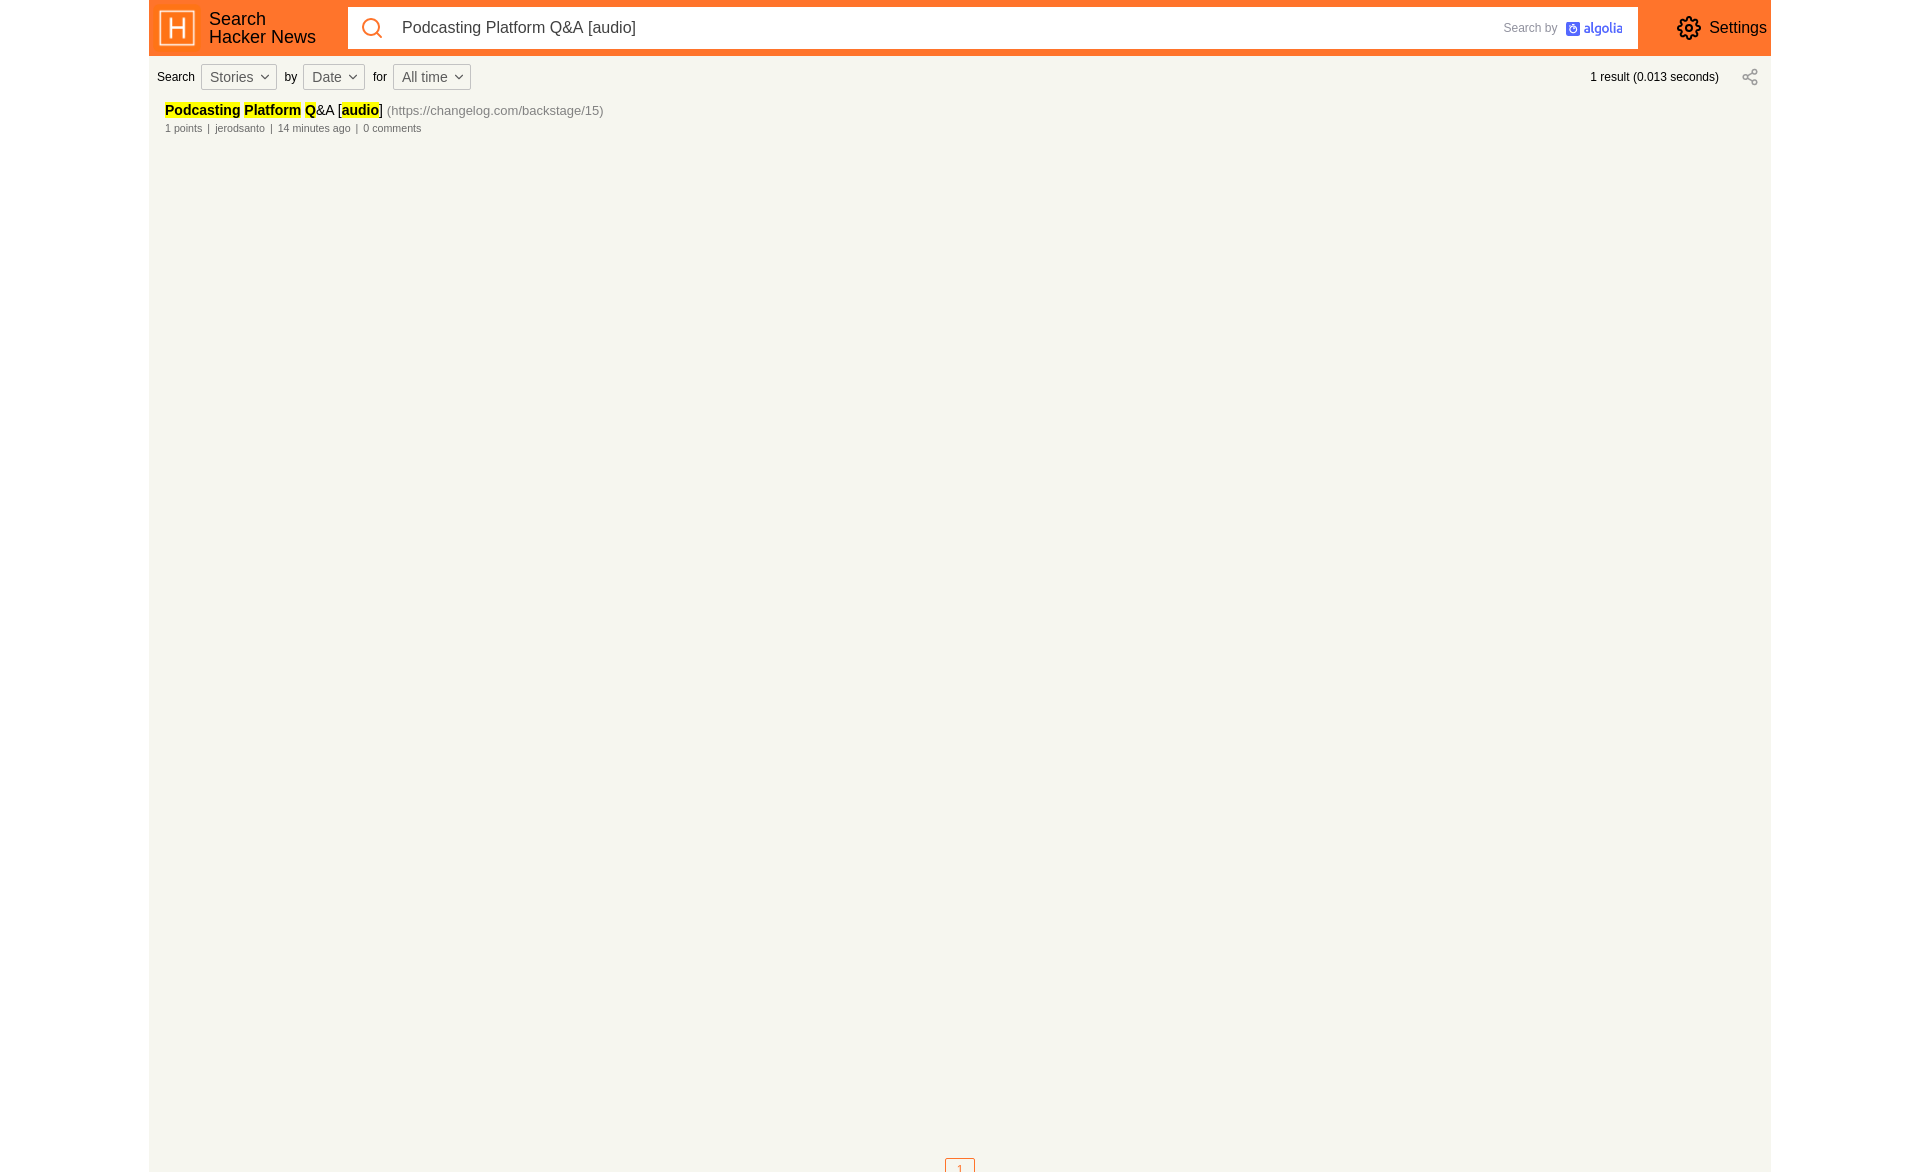 Search
Hacker News
Podcasting Platform Q&A [audio]
Search by algolia
Settings
Search Stories by Date for All time
1 result (0.013 seconds)
Podcasting Platform Q&A [audio] (https://changelog.com/backstage/15)
1 points | jerodsanto | 14 minutes ago | 0 comments
1